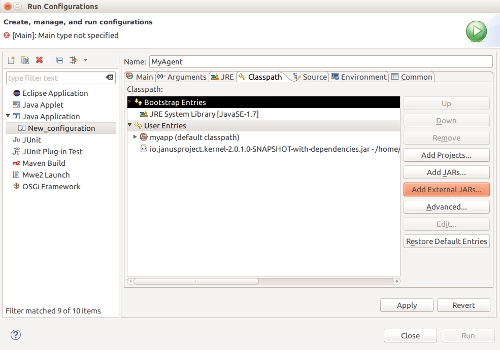 Run Configurations
Create, manage, and run configurations
[Main]: Main type not specified
type filter text
Eclipse Application
Java Applet
Java Application
New_configuration
JUnit
JUnit Plug-in Test
Maven Build
Mwe2 Launch
OSGi Framework
Filter matched 9 of 10 items
Name: MyAgent
Main Arguments JRE Classpath Source Environment Common
Classpath:
Bootstrap Entries
JRE System Library [JavaSE-1.7]
User Entries
myapp (default classpath)
io.janusproject.kernel-2.0.1.0-SNAPSHOT-with-dependencies.jar - /home/
Up
Down
Remove
Add Projects...
Add JARs...
Add External JARs...
Advanced...
Edit...
Restore Default Entries
Apply Revert
Close Run